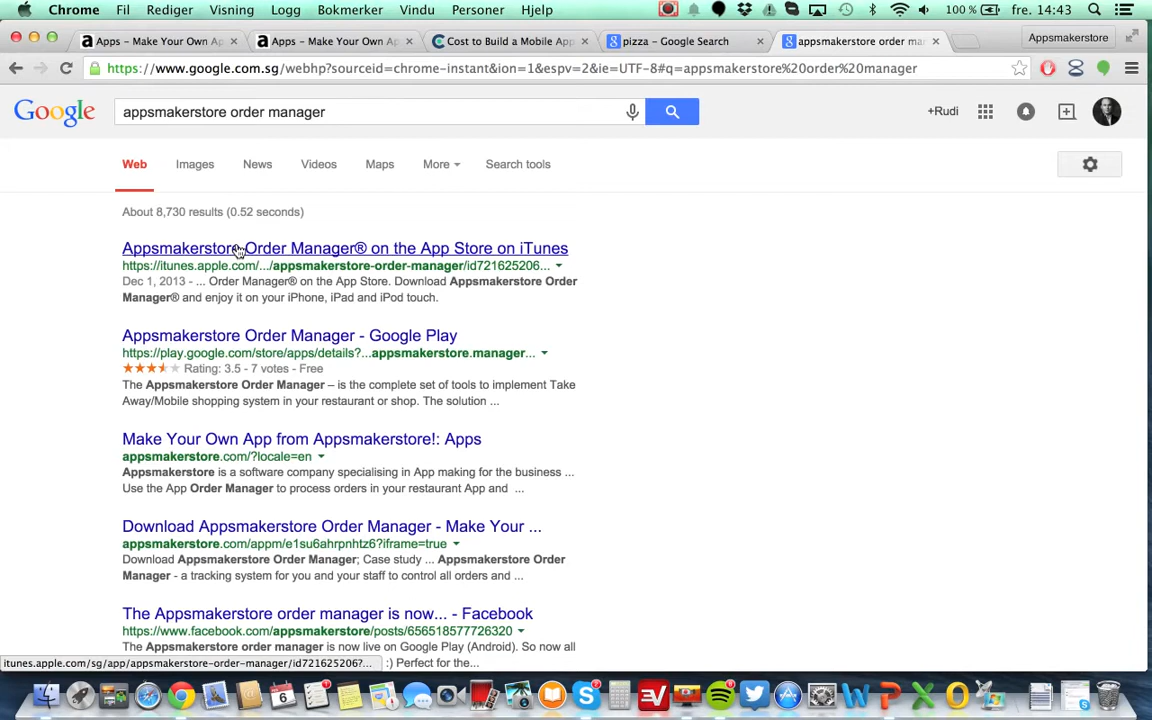 Chrome Fil Rediger Visning Logg Bokmerker Vindu Personer Hjelp 100 % fre. 14:43
Apps - Make Your Own Ap Apps - Make Your Own Ap Cost to Build a Mobile App pizza - Google Search appsmakerstore order mar Appsmakerstore
https://www.google.com.sg/webhp?sourceid=chrome-instant&ion=1&espv=2&ie=UTF-8#q=appsmakerstore%20order%20manager
Google appsmakerstore order manager +Rudi
Web Images News Videos Maps More Search tools
About 8,730 results (0.52 seconds)
Appsmakerstore Order Manager® on the App Store on iTunes
https://itunes.apple.com/.../appsmakerstore-order-manager/id721625206...
Dec 1, 2013 - ... Order Manager® on the App Store. Download Appsmakerstore Order
Manager® and enjoy it on your iPhone, iPad and iPod touch.
Appsmakerstore Order Manager - Google Play
https://play.google.com/store/apps/details?...appsmakerstore.manager...
Rating: 3.5 - 7 votes - Free
The Appsmakerstore Order Manager – is the complete set of tools to implement Take
Away/Mobile shopping system in your restaurant or shop. The solution ...
Make Your Own App from Appsmakerstore!: Apps
appsmakerstore.com/?locale=en
Appsmakerstore is a software company specialising in App making for the business ...
Use the App Order Manager to process orders in your restaurant App and ...
Download Appsmakerstore Order Manager - Make Your ...
appsmakerstore.com/appm/e1su6ahrpnhtz6?iframe=true
Download Appsmakerstore Order Manager; Case study ... Appsmakerstore Order
Manager - a tracking system for you and your staff to control all orders and ...
The Appsmakerstore order manager is now... - Facebook
https://www.facebook.com/appsmakerstore/posts/656518577726320
The Appsmakerstore order manager is now live on Google Play (Android). So now all
itunes.apple.com/sg/app/appsmakerstore-order-manager/id721625206?... :) Perfect for the...